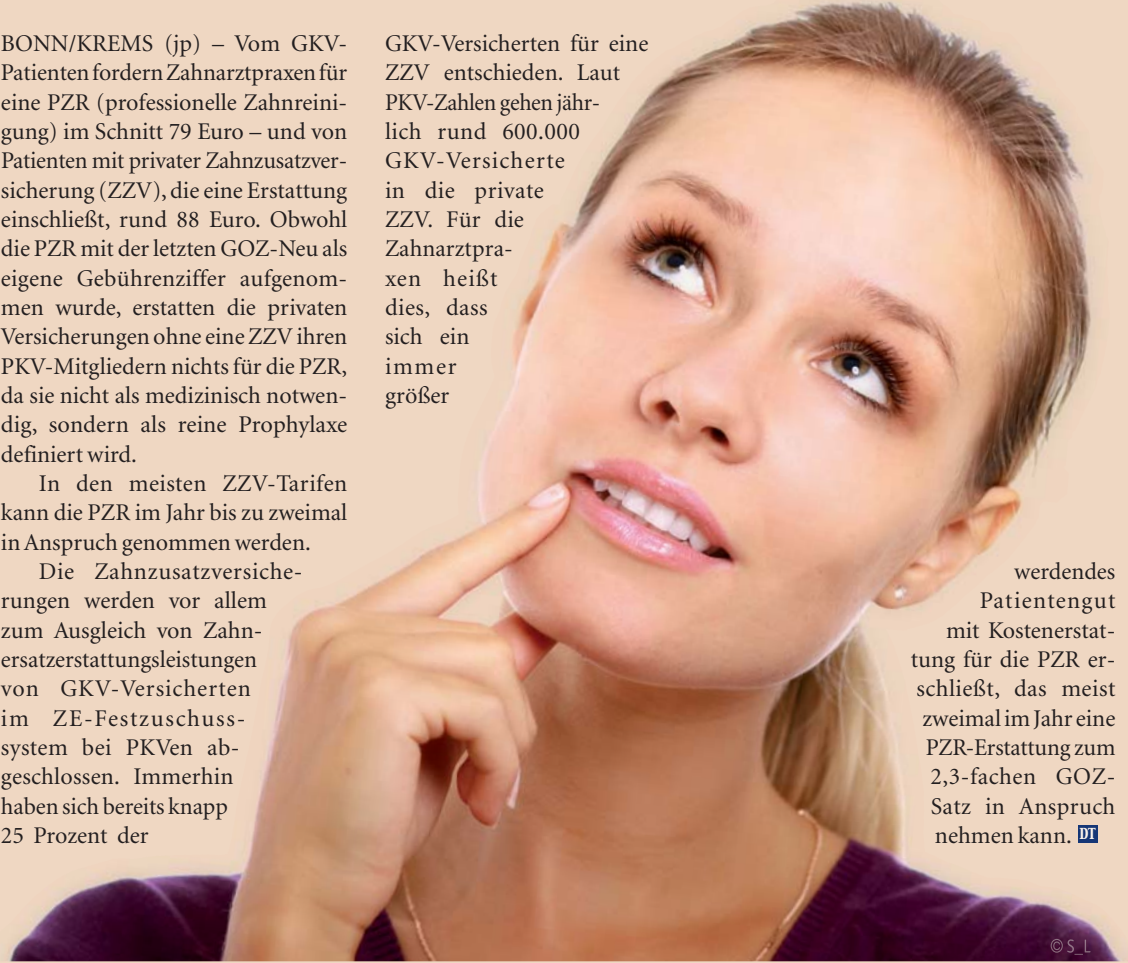 BONN/KREMS (jp) – Vom GKV-
Patienten fordern Zahnarztpraxen für
eine PZR (professionelle Zahnreini-
gung) im Schnitt 79 Euro – und von
Patienten mit privater Zahnzusatzver-
sicherung (ZZV), die eine Erstattung
einschließt, rund 88 Euro. Obwohl
die PZR mit der letzten GOZ-Neu als
eigene Gebührenziffer aufgenom-
men wurde, erstatten die privaten
Versicherungen ohne eine ZZV ihren
PKV-Mitgliedern nichts für die PZR,
da sie nicht als medizinisch notwen-
dig, sondern als reine Prophylaxe
definiert wird.
In den meisten ZZV-Tarifen
kann die PZR im Jahr bis zu zweimal
in Anspruch genommen werden.
Die Zahnzusatzversiche-
rungen werden vor allem
zum Ausgleich von Zahn-
ersatzerstattungsleistungen
von GKV-Versicherten
im ZE-Festzuschuss-
system bei PKVen ab-
geschlossen. Immerhin
haben sich bereits knapp
25 Prozent der
GKV-Versicherten für eine
ZZV entschieden. Laut
PKV-Zahlen gehen jähr-
lich rund 600.000
GKV-Versicherte
in die private
ZZV. Für die
Zahnarztpra-
xen heißt
dies, dass
sich ein
immer
größer
werdendes
Patientengut
mit Kostenerstat-
tung für die PZR er-
schließt, das meist
zweimal im Jahr eine
PZR-Erstattung zum
2,3-fachen GOZ-
Satz in Anspruch
nehmen kann. DT
© S_L